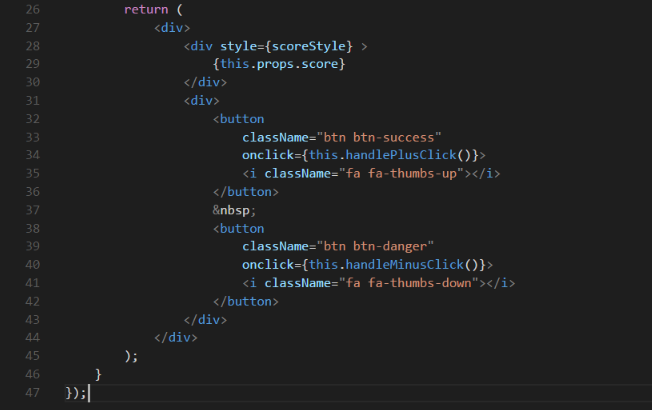 26 return (
27 <div>
28 <div style={scoreStyle} >
29 {this.props.score}
30 </div>
31 <div>
32 <button
33 className="btn btn-success"
34 onclick={this.handlePlusClick()}>
35 <i className="fa fa-thumbs-up"></i>
36 </button>
37 &nbsp;
38 <button
39 className="btn btn-danger"
40 onclick={this.handleMinusClick()}>
41 <i className="fa fa-thumbs-down"></i>
42 </button>
43 </div>
44 </div>
45 );
46 }
47 });